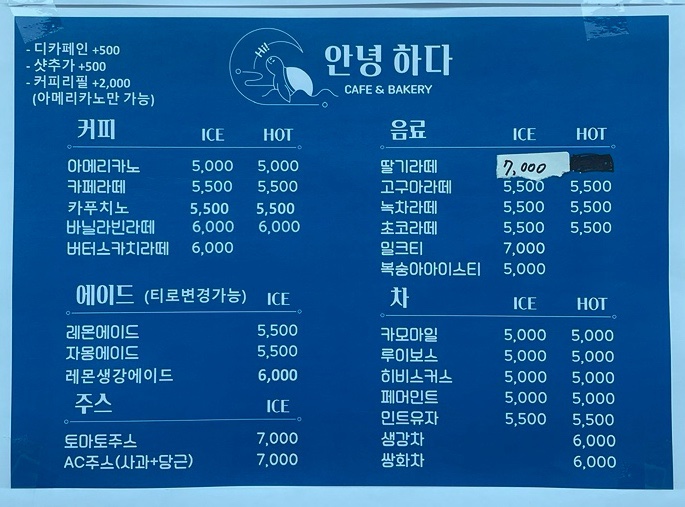 - 디카페인 +500
- 샷추가 +500
- 커피리필 +2,000
(아메리카노만 가능)
Hi!
안녕 하다
CAFE & BAKERY
커피 ICE HOT
아메리카노 5,000 5,000
카페라떼 5,500 5,500
카푸치노 5,500 5,500
바닐라빈라떼 6,000 6,000
버터스카치라떼 6,000
에이드 (티로변경가능) ICE
레몬에이드 5,500
자몽에이드 5,500
레몬생강에이드 6,000
주스 ICE
토마토주스 7,000
AC주스(사과+당근) 7,000
음료 ICE HOT
딸기라떼 7,000
고구마라떼 5,500 5,500
녹차라떼 5,500 5,500
초코라떼 5,500 5,500
밀크티 7,000
복숭아아이스티 5,000
차 ICE HOT
카모마일 5,000 5,000
루이보스 5,000 5,000
히비스커스 5,000 5,000
페퍼민트 5,000 5,000
민트유자 5,500 5,500
생강차 6,000
쌍화차 6,000